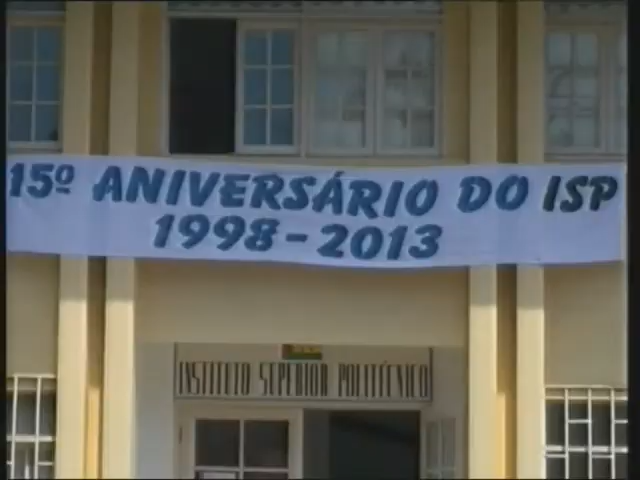 15º ANIVERSÁRIO DO ISP
1998-2013
INSTITUTO SUPERIOR POLITÉCNICO